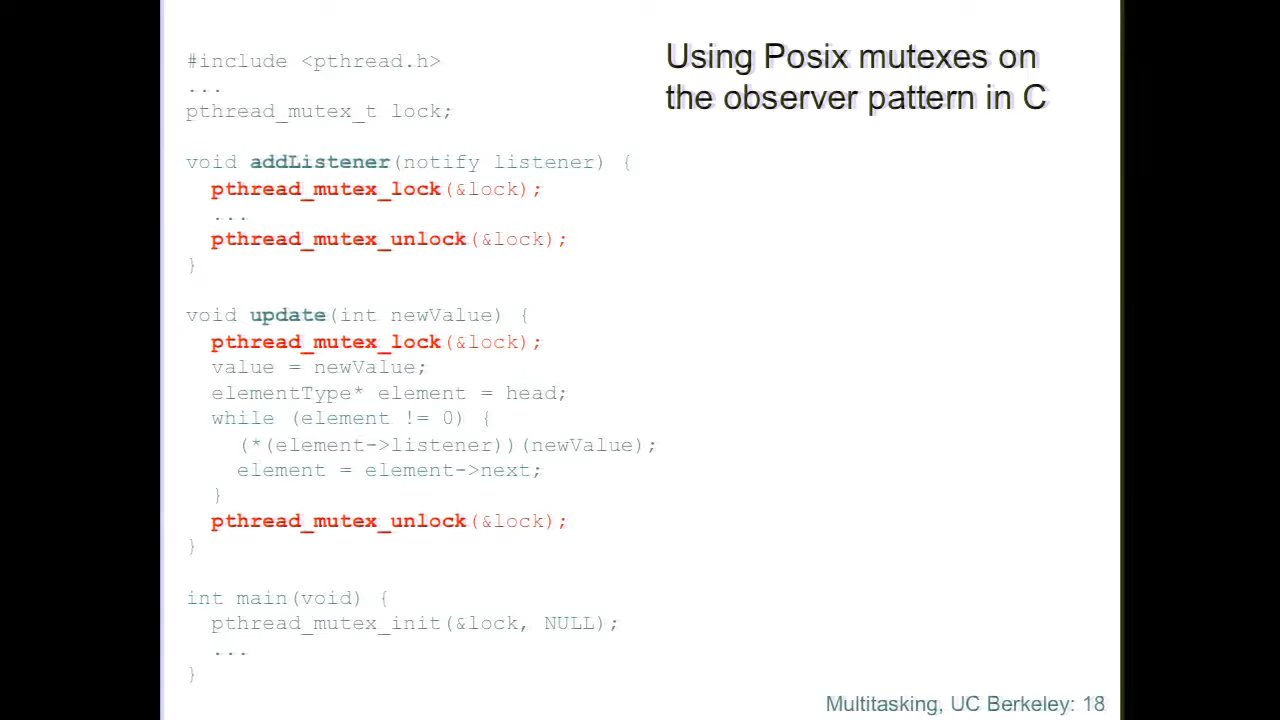 Using Posix mutexes on
the observer pattern in C
#include <pthread.h>
...
pthread_mutex_t lock;
void addListener(notify listener) {
pthread_mutex_lock(&lock);
...
pthread_mutex_unlock(&lock);
}
void update(int newValue) {
pthread_mutex_lock(&lock);
value = newValue;
elementType* element = head;
while (element != 0) {
(*(element->listener))(newValue);
element = element->next;
}
pthread_mutex_unlock(&lock);
}
int main(void) {
pthread_mutex_init(&lock, NULL);
...
}
Multitasking, UC Berkeley: 18